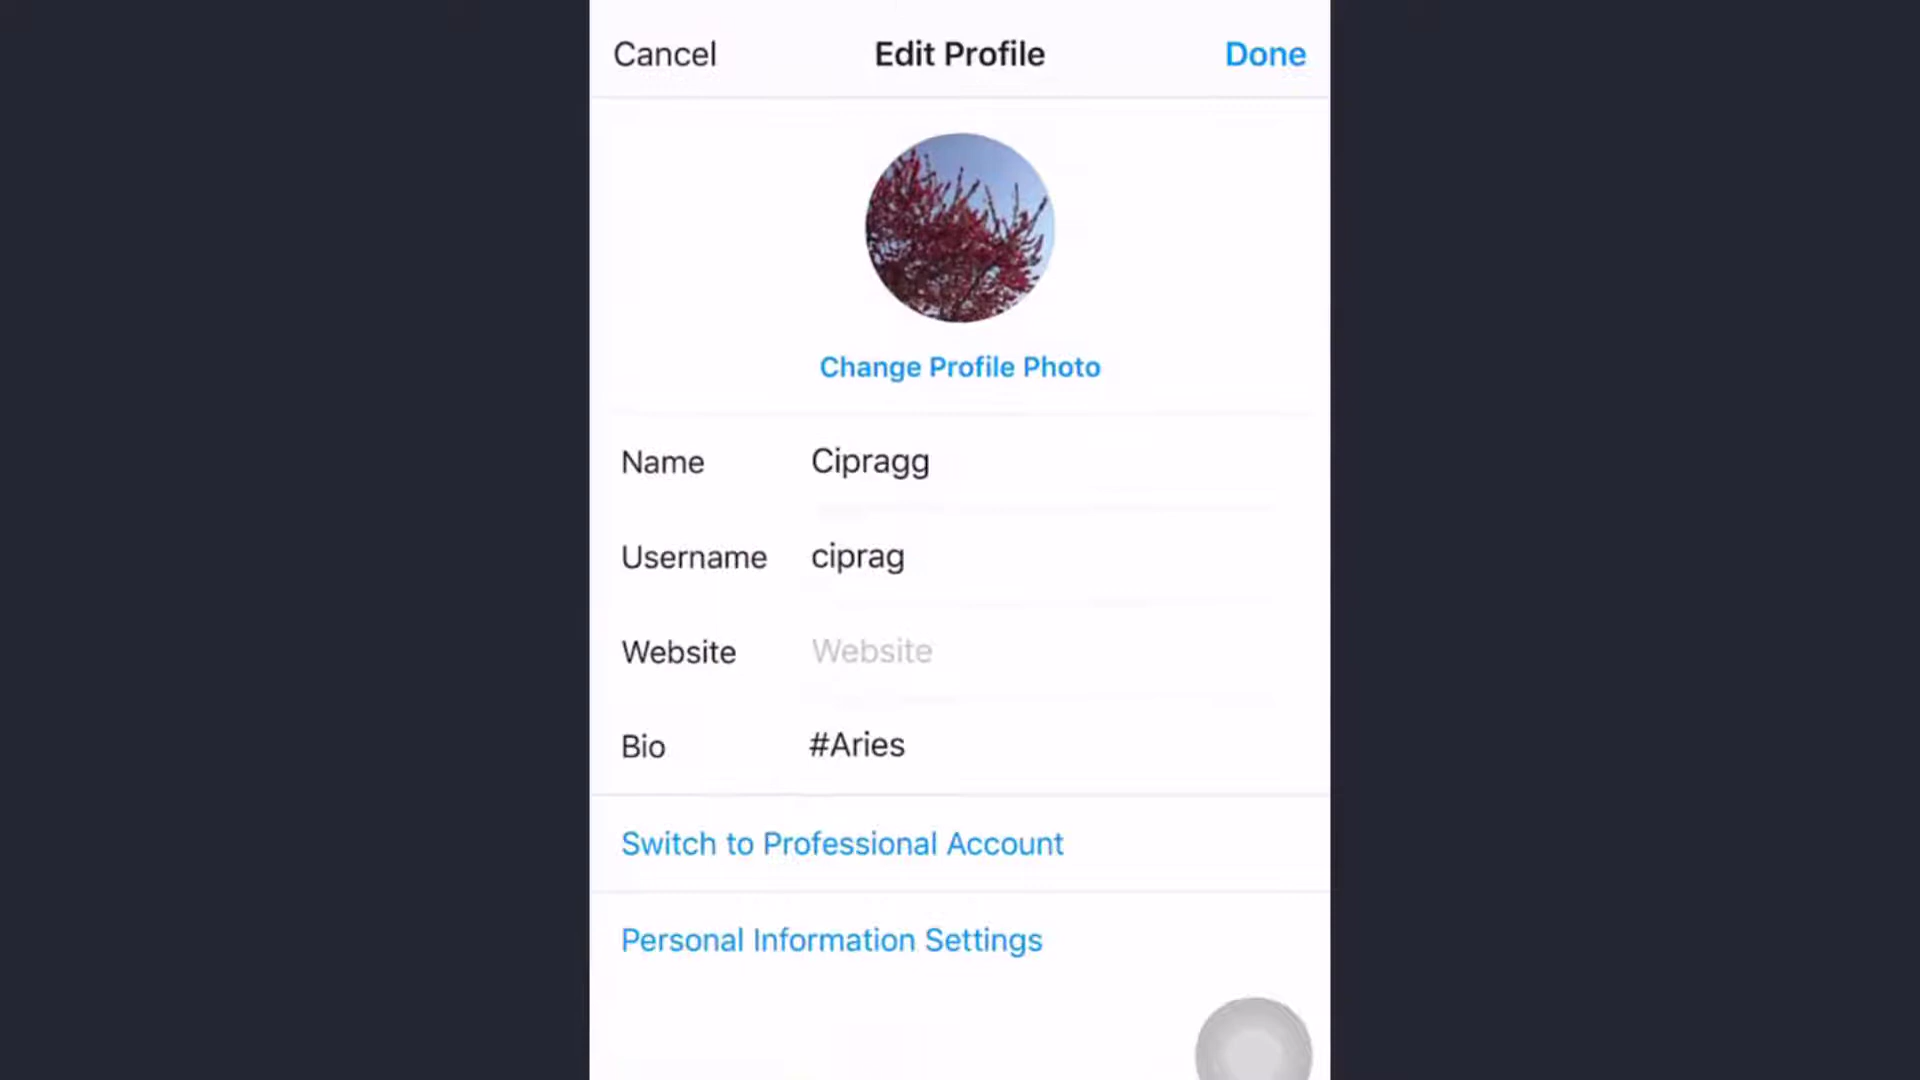 Cancel Edit Profile Done
Change Profile Photo
Name Cipragg
Username ciprag
Website Website
Bio #Aries
Switch to Professional Account
Personal Information Settings